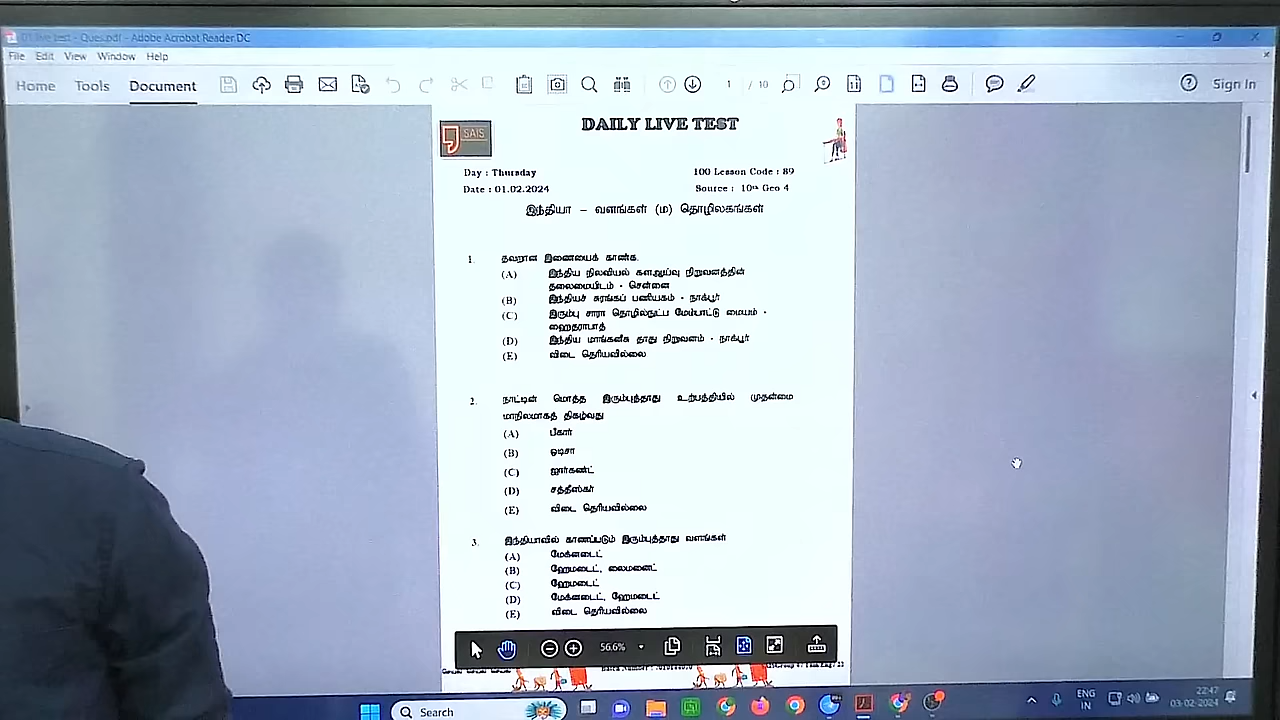 01 live test - Ques.pdf - Adobe Acrobat Reader DC
File Edit View Window Help
Home Tools Document 1 / 10 Sign In
SAIS
DAILY LIVE TEST
Day : Thursday 100 Lesson Code : 89
Date : 01.02.2024 Source : 10th Geo 4
இந்தியா – வளங்கள் (ம) தொழிலகங்கள்
1. தவறான இணையைக் காண்க.
(A) இந்திய நிலவியல் களஆய்வு நிறுவனத்தின்
தலைமையிடம் - சென்னை
(B) இந்தியச் சுரங்கப் பணியகம் - நாக்பூர்
(C) இரும்பு சாரா தொழில்நுட்ப மேம்பாட்டு மையம் -
ஹைதராபாத்
(D) இந்திய மாங்கனீசு தாது நிறுவனம் - நாக்பூர்
(E) விடை தெரியவில்லை
2. நாட்டின் மொத்த இரும்புத்தாது உற்பத்தியில் முதன்மை
மாநிலமாகத் திகழ்வது
(A) பீகார்
(B) ஒடிசா
(C) ஜார்கண்ட்
(D) சத்தீஸ்கர்
(E) விடை தெரியவில்லை
3. இந்தியாவில் காணப்படும் இரும்புத்தாது வளங்கள்
(A) மேக்னடைட்
(B) ஹேமடைட், லைமனைட்
(C) ஹேமடைட்
(D) மேக்னடைட், ஹேமடைட்
(E) விடை தெரியவில்லை
56.6%
Search
ENG
IN
22:47
03-02-2024